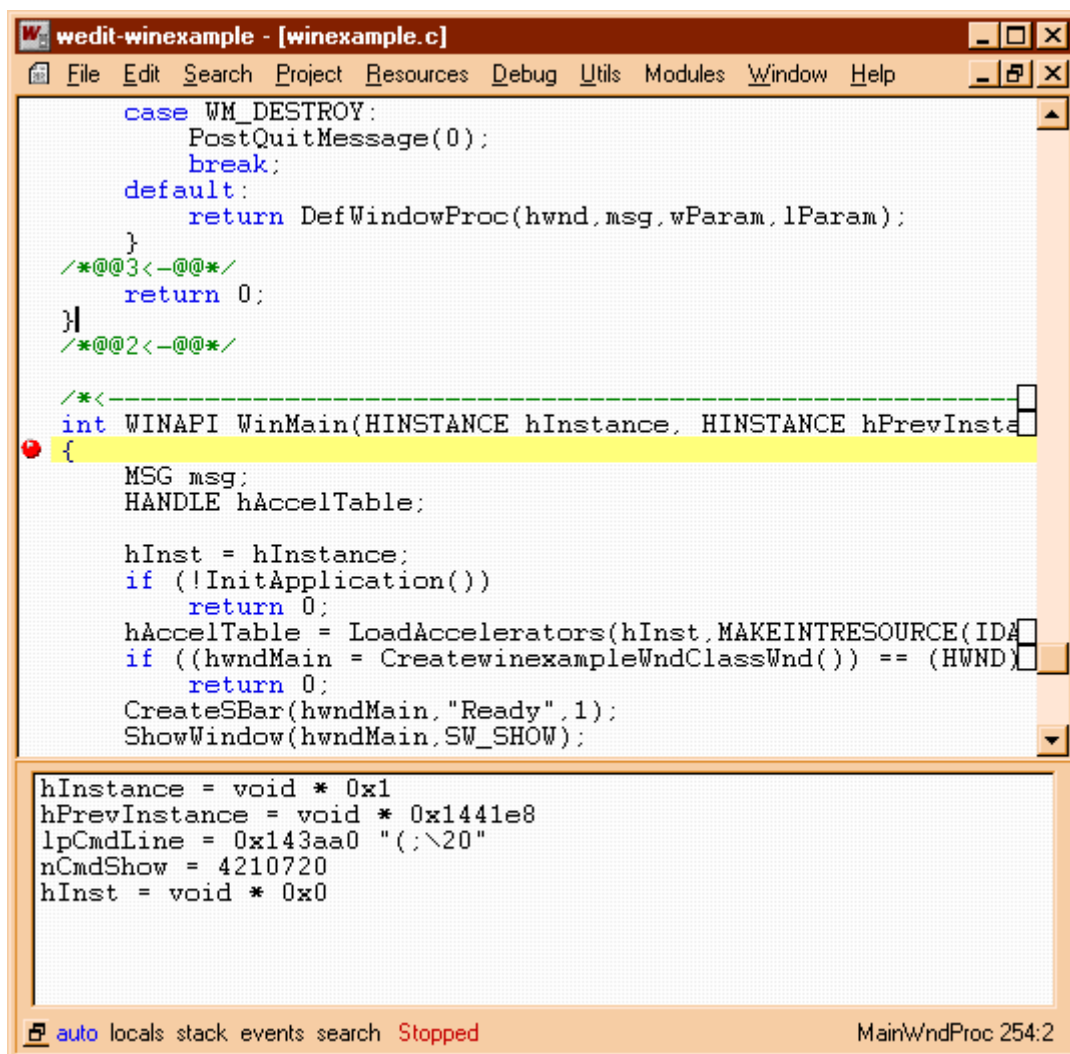 wedit-winexample - [winexample.c]
File Edit Search Project Resources Debug Utils Modules Window Help
case WM_DESTROY:
PostQuitMessage(0);
break;
default:
return DefWindowProc(hwnd,msg,wParam,lParam);
}
/*@@3<-@@*/
return 0;
}
/*@@2<-@@*/
/*<---------------------------------------------------------
int WINAPI WinMain(HINSTANCE hInstance, HINSTANCE hPrevInsta
{
MSG msg;
HANDLE hAccelTable;
hInst = hInstance;
if (!InitApplication())
return 0;
hAccelTable = LoadAccelerators(hInst,MAKEINTRESOURCE(IDA
if ((hwndMain = CreatewinexampleWndClassWnd()) == (HWND)
return 0;
CreateSBar(hwndMain,"Ready",1);
ShowWindow(hwndMain,SW_SHOW);
hInstance = void * 0x1
hPrevInstance = void * 0x1441e8
lpCmdLine = 0x143aa0 "(;\20"
nCmdShow = 4210720
hInst = void * 0x0
auto locals stack events search Stopped MainWndProc 254:2